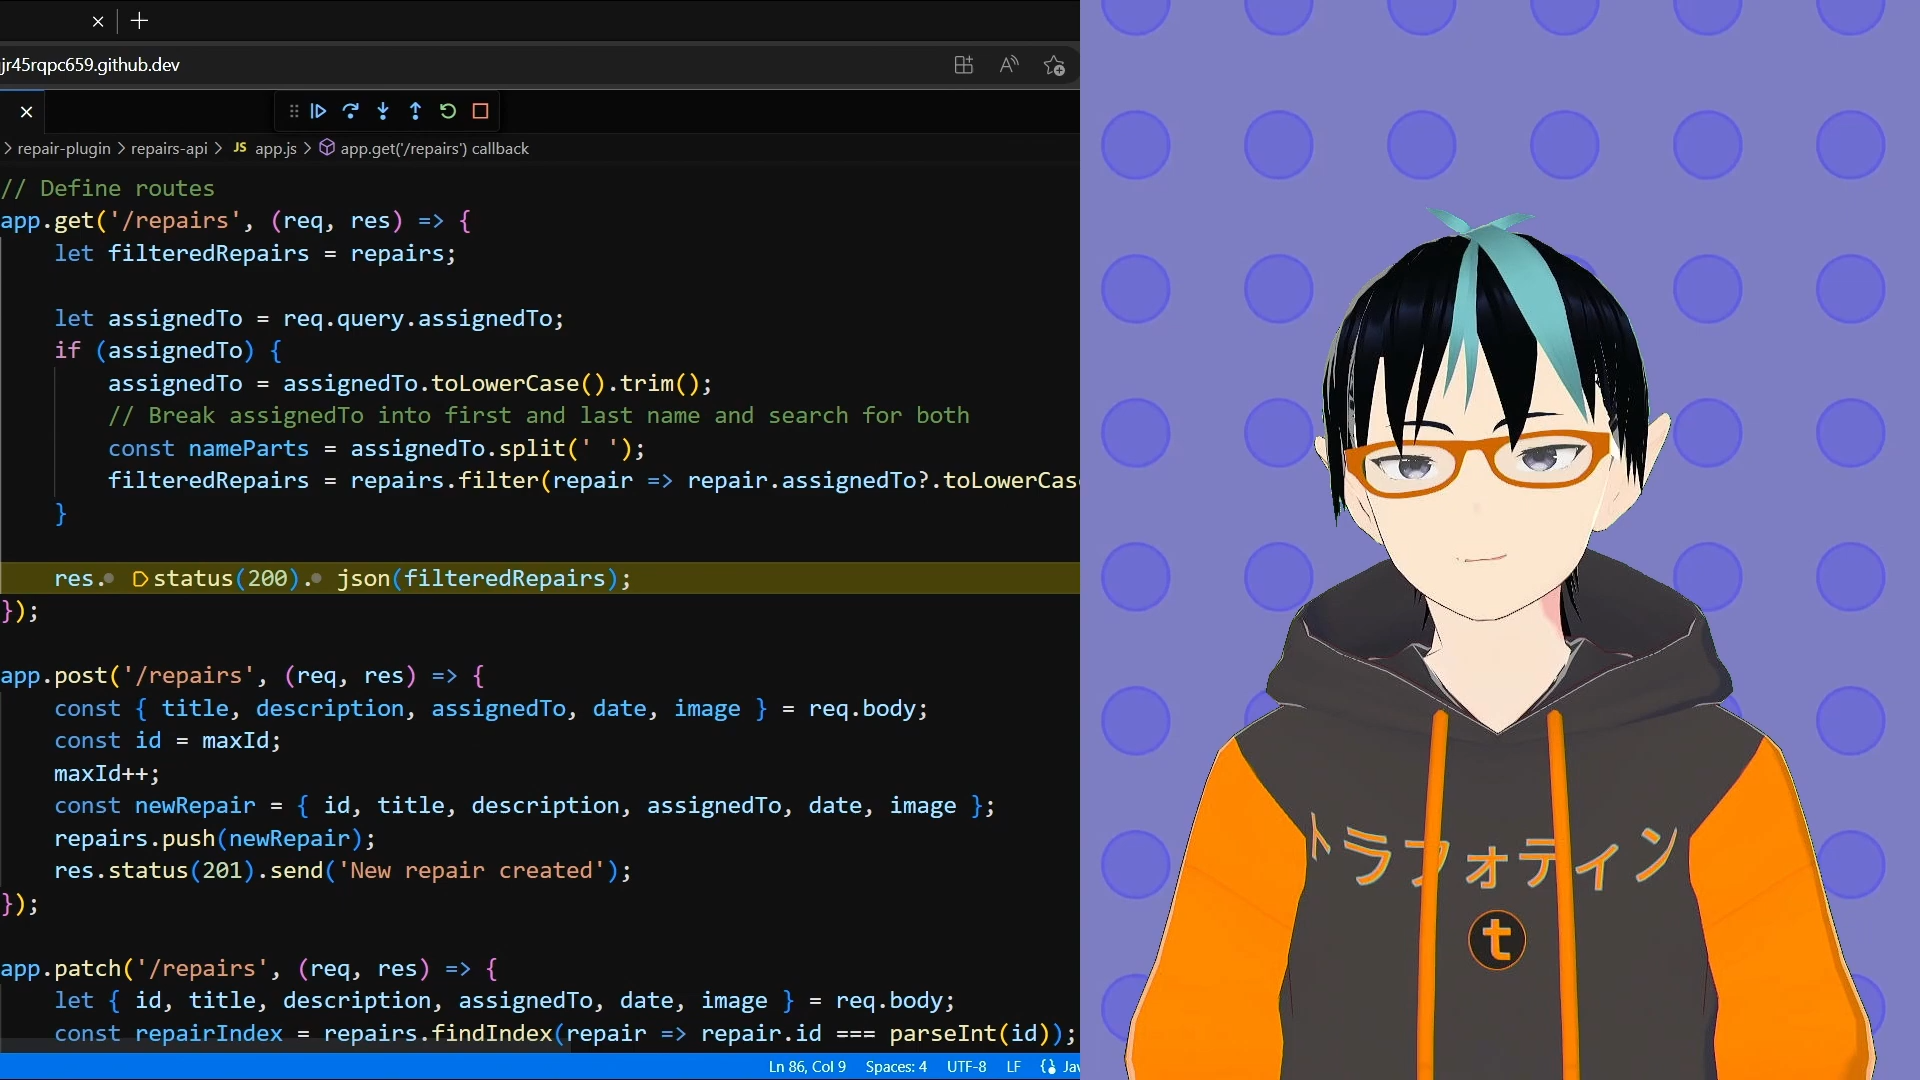 jr45rqpc659.github.dev
repair-plugin > repairs-api > JS app.js > app.get('/repairs') callback
// Define routes
app.get('/repairs', (req, res) => {
let filteredRepairs = repairs;
let assignedTo = req.query.assignedTo;
if (assignedTo) {
assignedTo = assignedTo.toLowerCase().trim();
// Break assignedTo into first and last name and search for both
const nameParts = assignedTo.split(' ');
filteredRepairs = repairs.filter(repair => repair.assignedTo?.toLowerCas
}
res.status(200).json(filteredRepairs);
});
app.post('/repairs', (req, res) => {
const { title, description, assignedTo, date, image } = req.body;
const id = maxId;
maxId++;
const newRepair = { id, title, description, assignedTo, date, image };
repairs.push(newRepair);
res.status(201).send('New repair created');
});
app.patch('/repairs', (req, res) => {
let { id, title, description, assignedTo, date, image } = req.body;
const repairIndex = repairs.findIndex(repair => repair.id === parseInt(id));
Ln 86, Col 9 Spaces: 4 UTF-8 LF {} Jav
トラフォティン
t